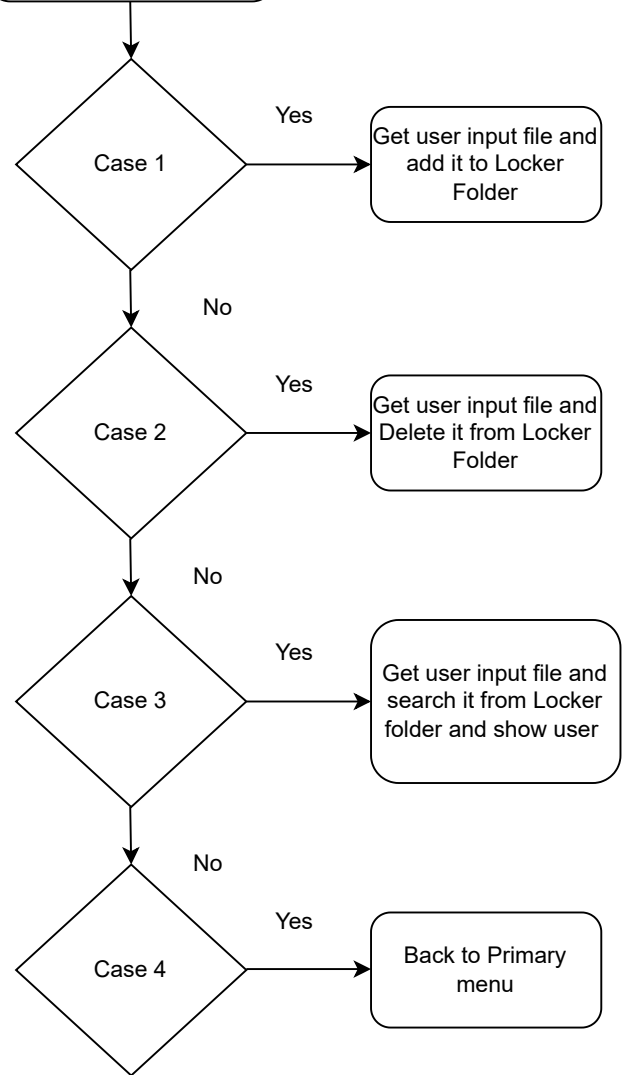 Yes
Case 1
Get user input file and
add it to Locker
Folder
No
Yes
Case 2
Get user input file and
Delete it from Locker
Folder
No
Yes
Case 3
Get user input file and
search it from Locker
folder and show user
No
Yes
Case 4
Back to Primary
menu